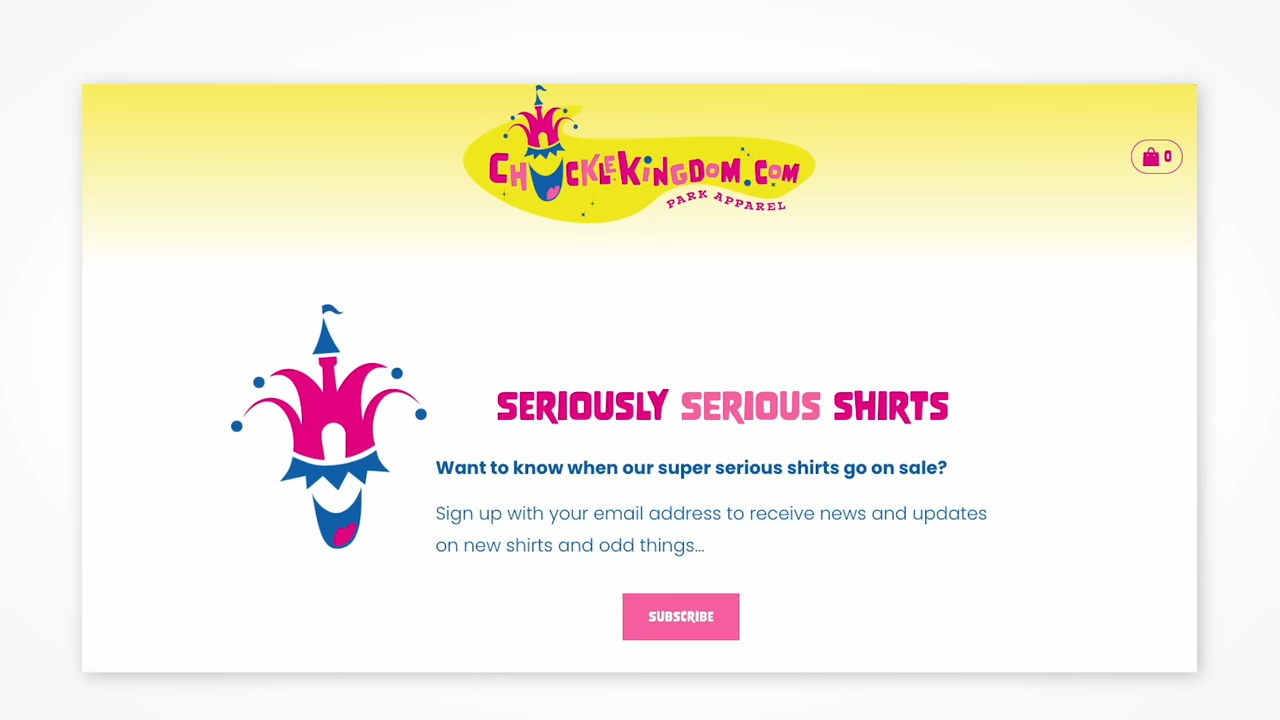 CHUCKLEKINGDOM.COM
PARK APPAREL
0
SERIOUSLY SERIOUS SHIRTS
Want to know when our super serious shirts go on sale?
Sign up with your email address to receive news and updates
on new shirts and odd things...
SUBSCRIBE